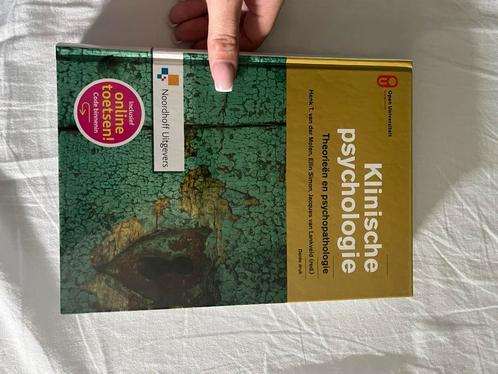 Open Universiteit
Klinische
psychologie
Theorieën en psychopathologie
Henk T. van der Molen, Ellin Simon, Jacques van Lankveld (red.)
Derde druk
Noordhoff Uitgevers
Inclusief
online
toetsen!
Code binnenin